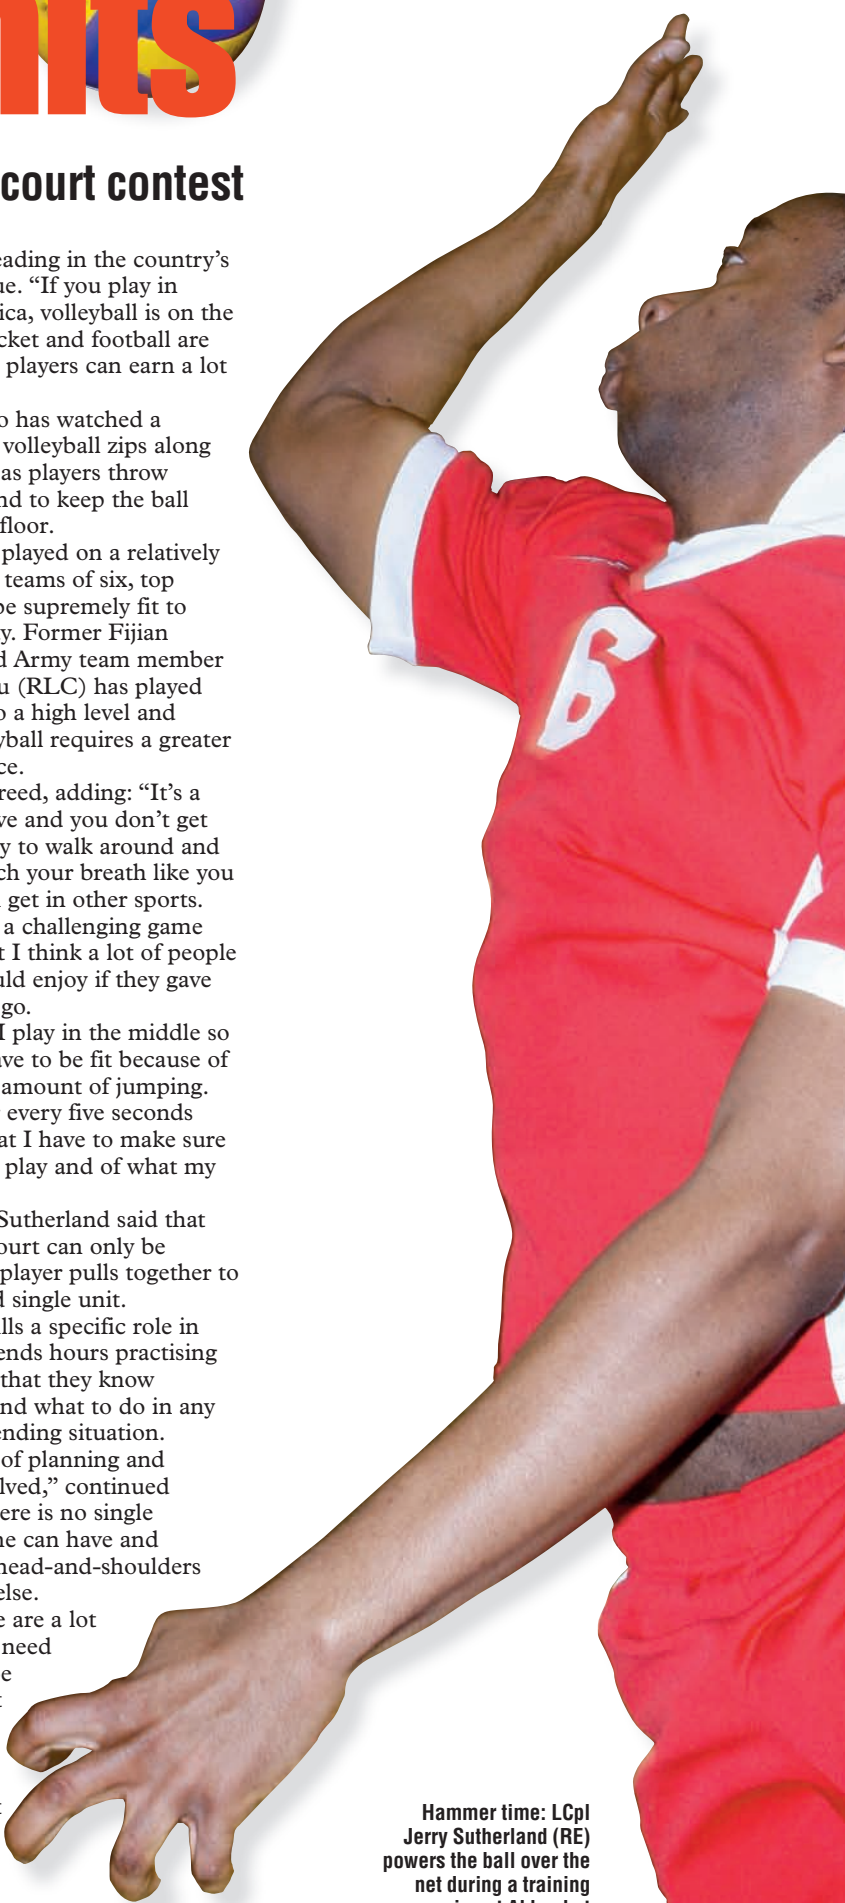 nits
court contest
eading in the country's
ue. “If you play in
ica, volleyball is on the
cket and football are
players can earn a lot
o has watched a
volleyball zips along
as players throw
nd to keep the ball
floor.
played on a relatively
teams of six, top
be supremely fit to
y. Former Fijian
d Army team member
u (RLC) has played
o a high level and
yball requires a greater
ce.
reed, adding: “It's a
ve and you don't get
y to walk around and
ch your breath like you
get in other sports.
a challenging game
t I think a lot of people
uld enjoy if they gave
go.
I play in the middle so
ave to be fit because of
amount of jumping.
every five seconds
at I have to make sure
play and of what my
Sutherland said that
ourt can only be
player pulls together to
d single unit.
lls a specific role in
ends hours practising
that they know
nd what to do in any
ending situation.
of planning and
lved,” continued
ere is no single
ne can have and
head-and-shoulders
else.
e are a lot
need
e
t
6
Hammer time: LCpl
Jerry Sutherland (RE)
powers the ball over the
net during a training